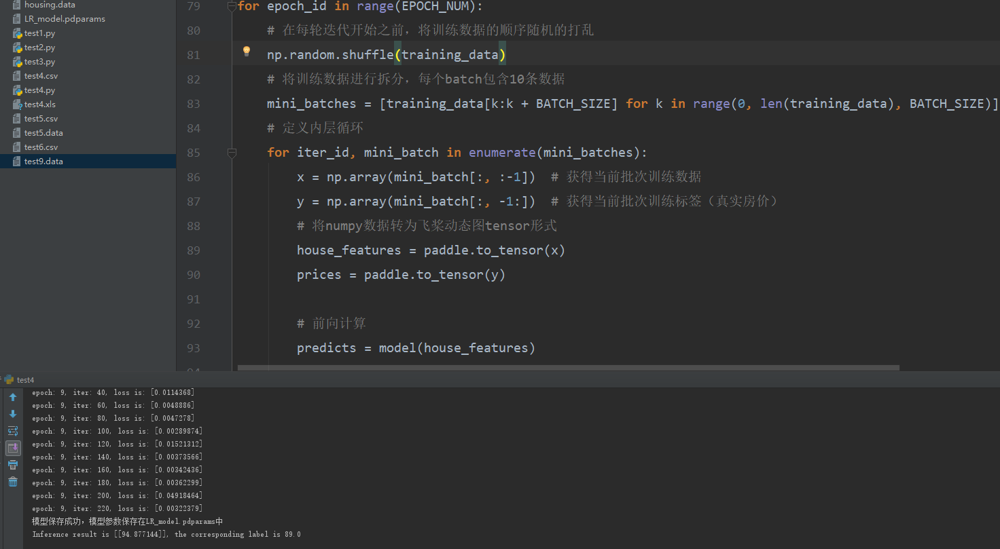 housing.data
LR_model.pdparams
test1.py
test2.py
test3.py
test4.csv
test4.py
test4.xls
test5.csv
test5.data
test6.csv
test9.data
79 for epoch_id in range(EPOCH_NUM):
80 # 在每轮迭代开始之前，将训练数据的顺序随机的打乱
81 np.random.shuffle(training_data)
82 # 将训练数据进行拆分，每个batch包含10条数据
83 mini_batches = [training_data[k:k + BATCH_SIZE] for k in range(0, len(training_data), BATCH_SIZE)]
84 # 定义内层循环
85 for iter_id, mini_batch in enumerate(mini_batches):
86 x = np.array(mini_batch[:, :-1]) # 获得当前批次训练数据
87 y = np.array(mini_batch[:, -1:]) # 获得当前批次训练标签（真实房价）
88 # 将numpy数据转为飞桨动态图tensor形式
89 house_features = paddle.to_tensor(x)
90 prices = paddle.to_tensor(y)
91
92 # 前向计算
93 predicts = model(house_features)
test4
epoch: 9, iter: 40, loss is: [0.0114368]
epoch: 9, iter: 60, loss is: [0.0048886]
epoch: 9, iter: 80, loss is: [0.0047278]
epoch: 9, iter: 100, loss is: [0.00289874]
epoch: 9, iter: 120, loss is: [0.01521312]
epoch: 9, iter: 140, loss is: [0.00373566]
epoch: 9, iter: 160, loss is: [0.00342436]
epoch: 9, iter: 180, loss is: [0.00362299]
epoch: 9, iter: 200, loss is: [0.04918464]
epoch: 9, iter: 220, loss is: [0.00322379]
模型保存成功，模型参数保存在LR_model.pdparams中
Inference result is [[94.877144]], the corresponding label is 89.0